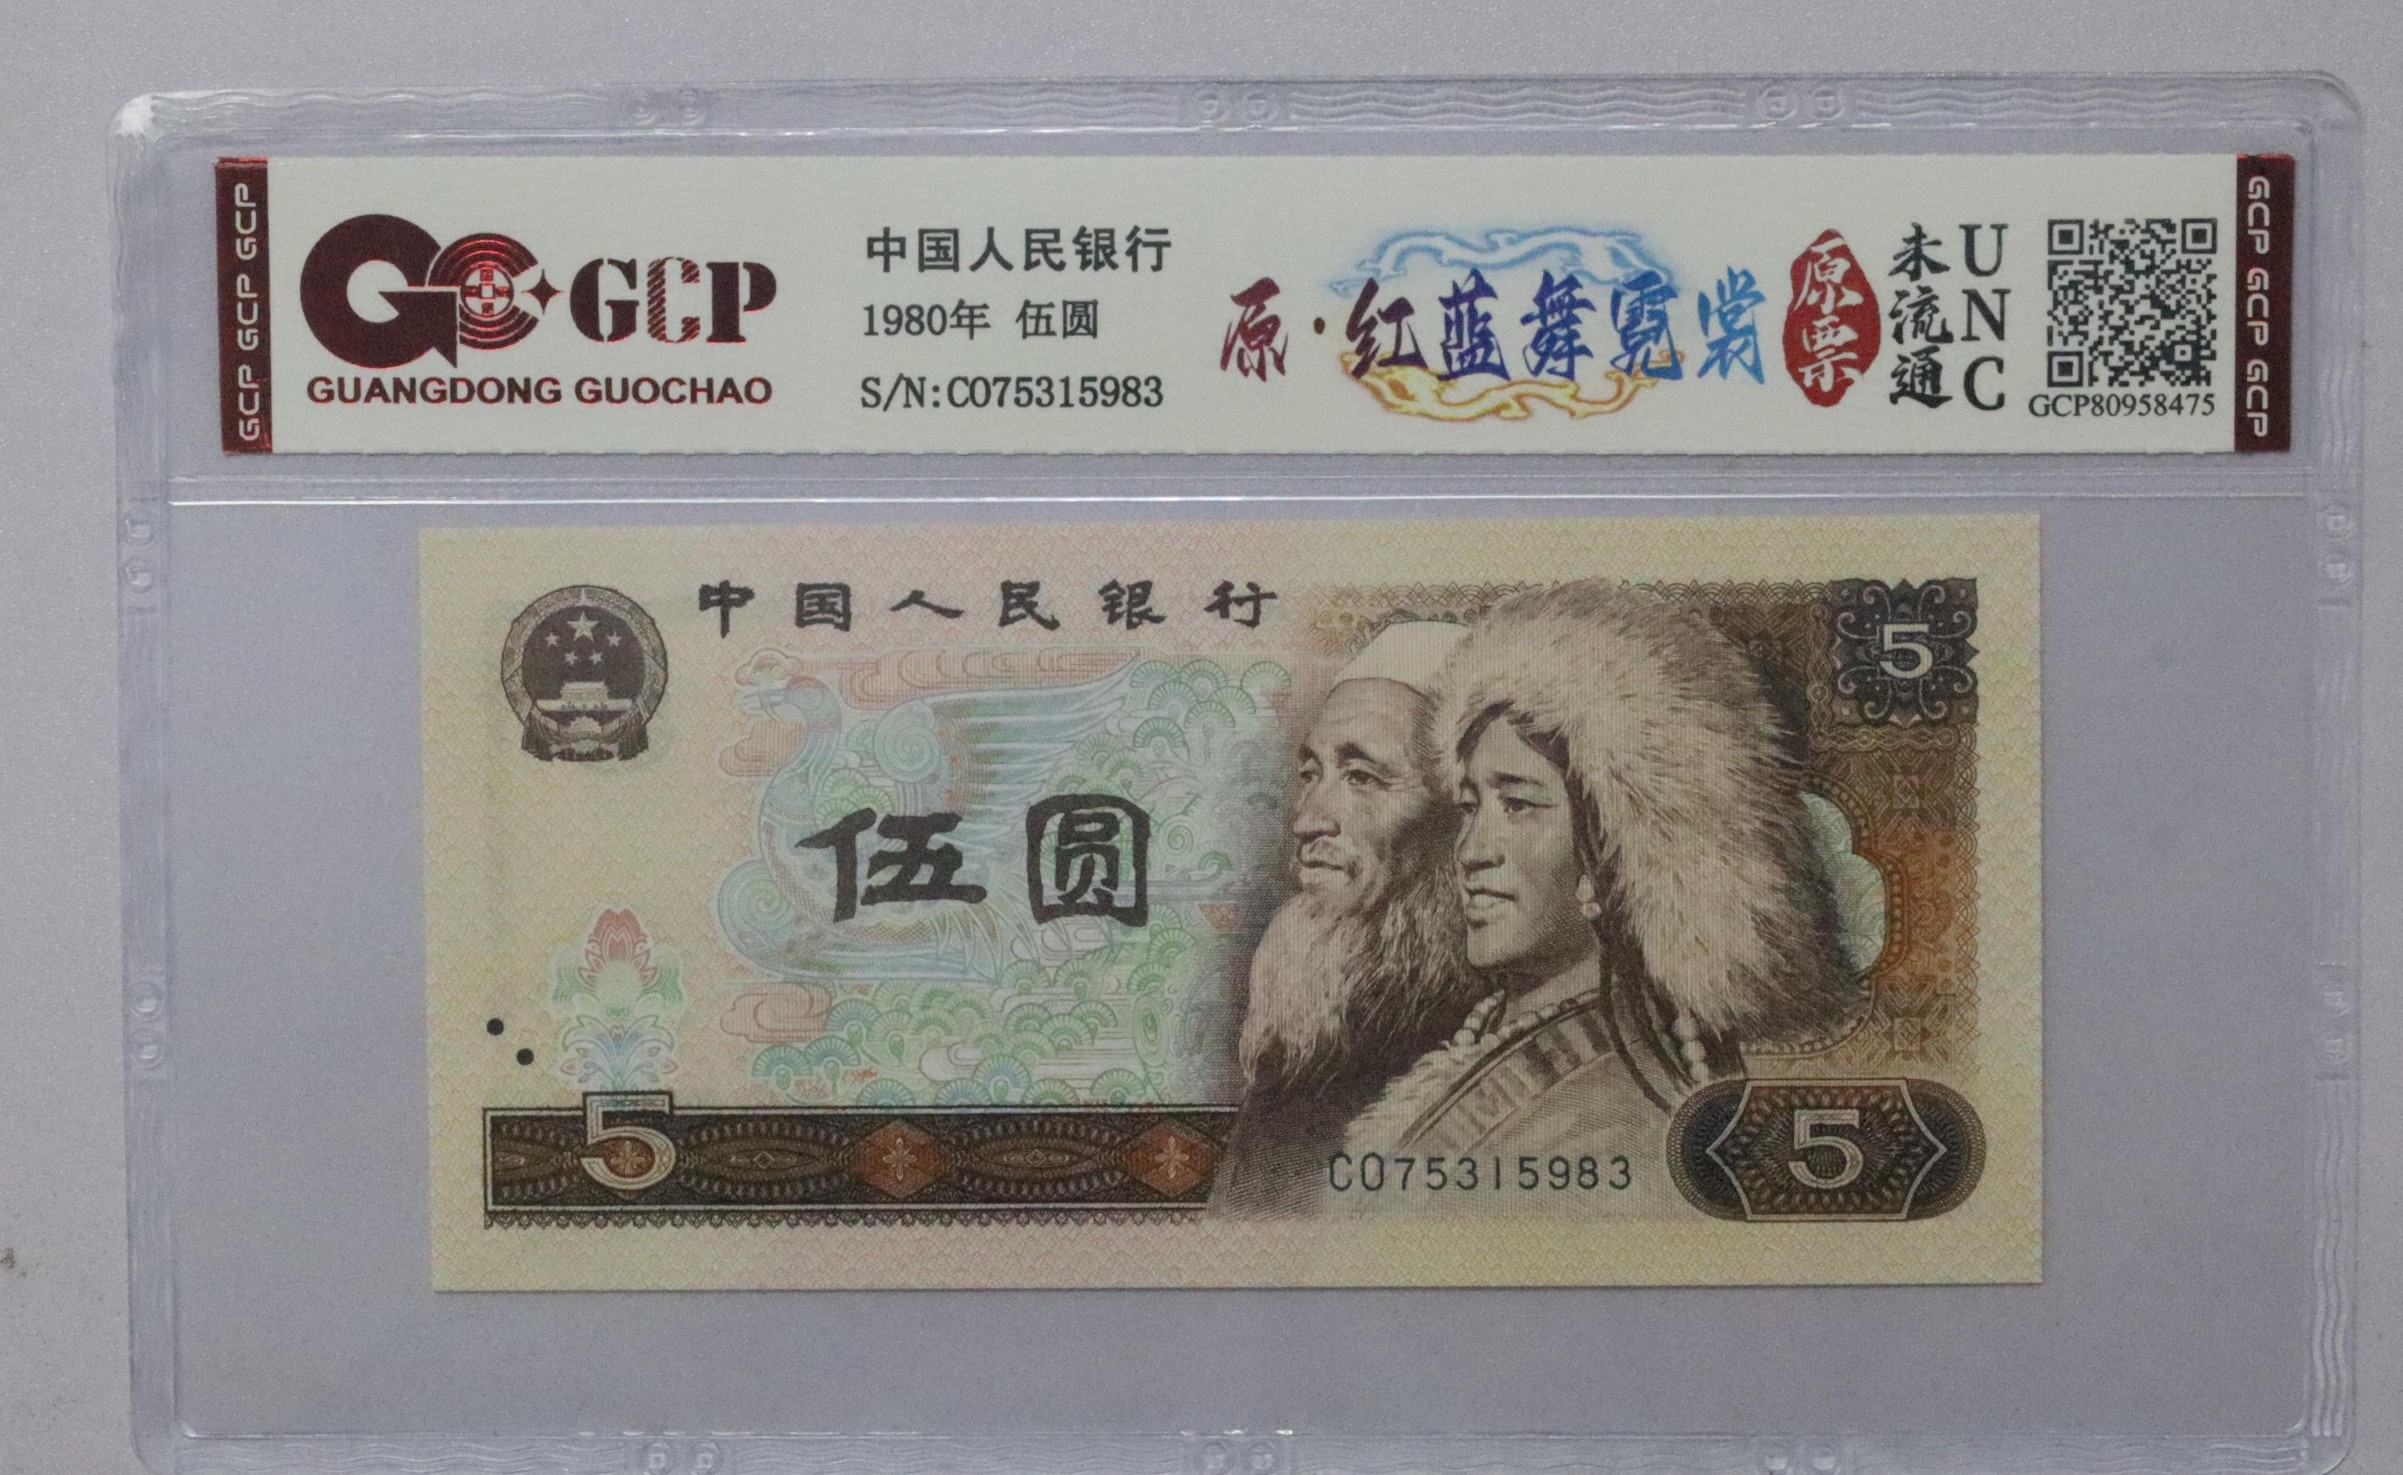 GCP GCP GCP
GCP
GUANGDONG GUOCHAO
中国人民银行
1980年 伍圆
S/N:CO75315983
原·红蓝舞霓裳
原票
未流通
UNC
GCP80958475
GCP GCP GCP
中国人民银行
5
伍圆
5
CO75315983
5